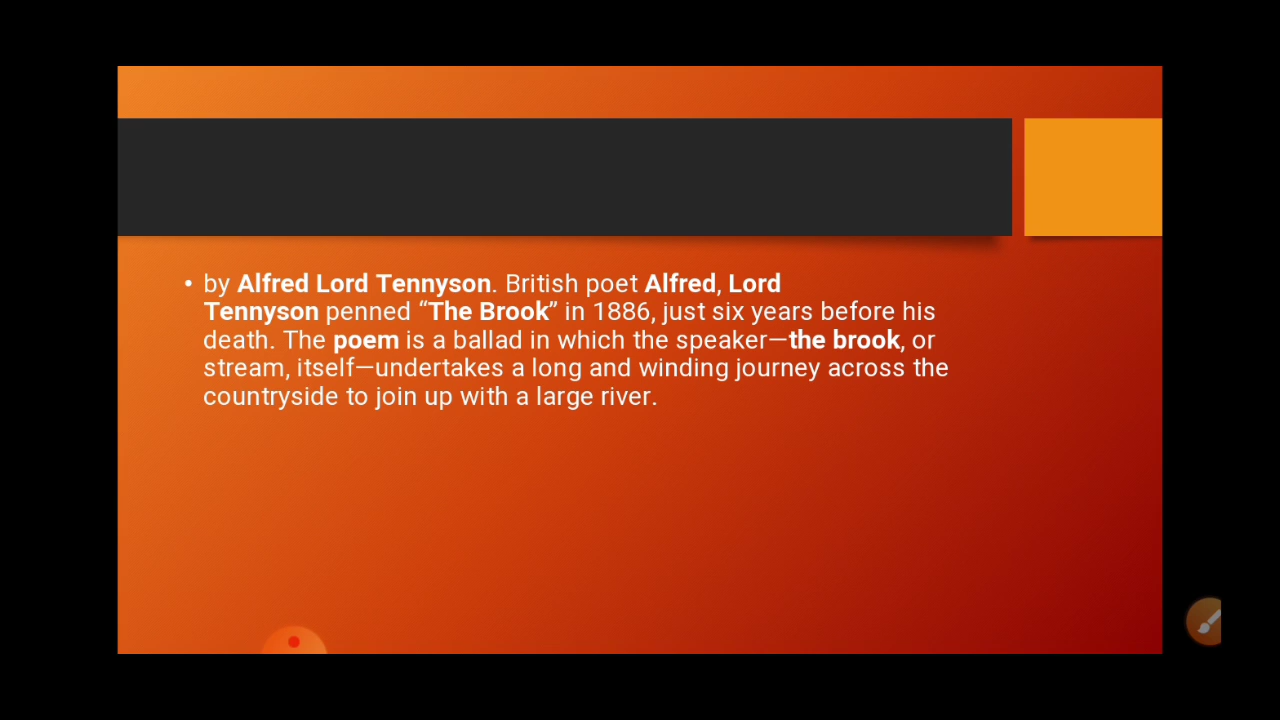 • by Alfred Lord Tennyson. British poet Alfred, Lord
Tennyson penned “The Brook” in 1886, just six years before his
death. The poem is a ballad in which the speaker—the brook, or
stream, itself—undertakes a long and winding journey across the
countryside to join up with a large river.